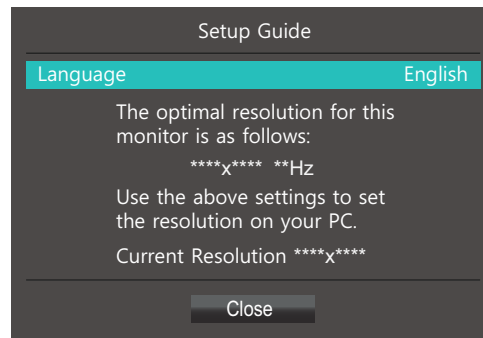 Setup Guide
Language English
The optimal resolution for this
monitor is as follows:
****x**** **Hz
Use the above settings to set
the resolution on your PC.
Current Resolution ****x****
Close